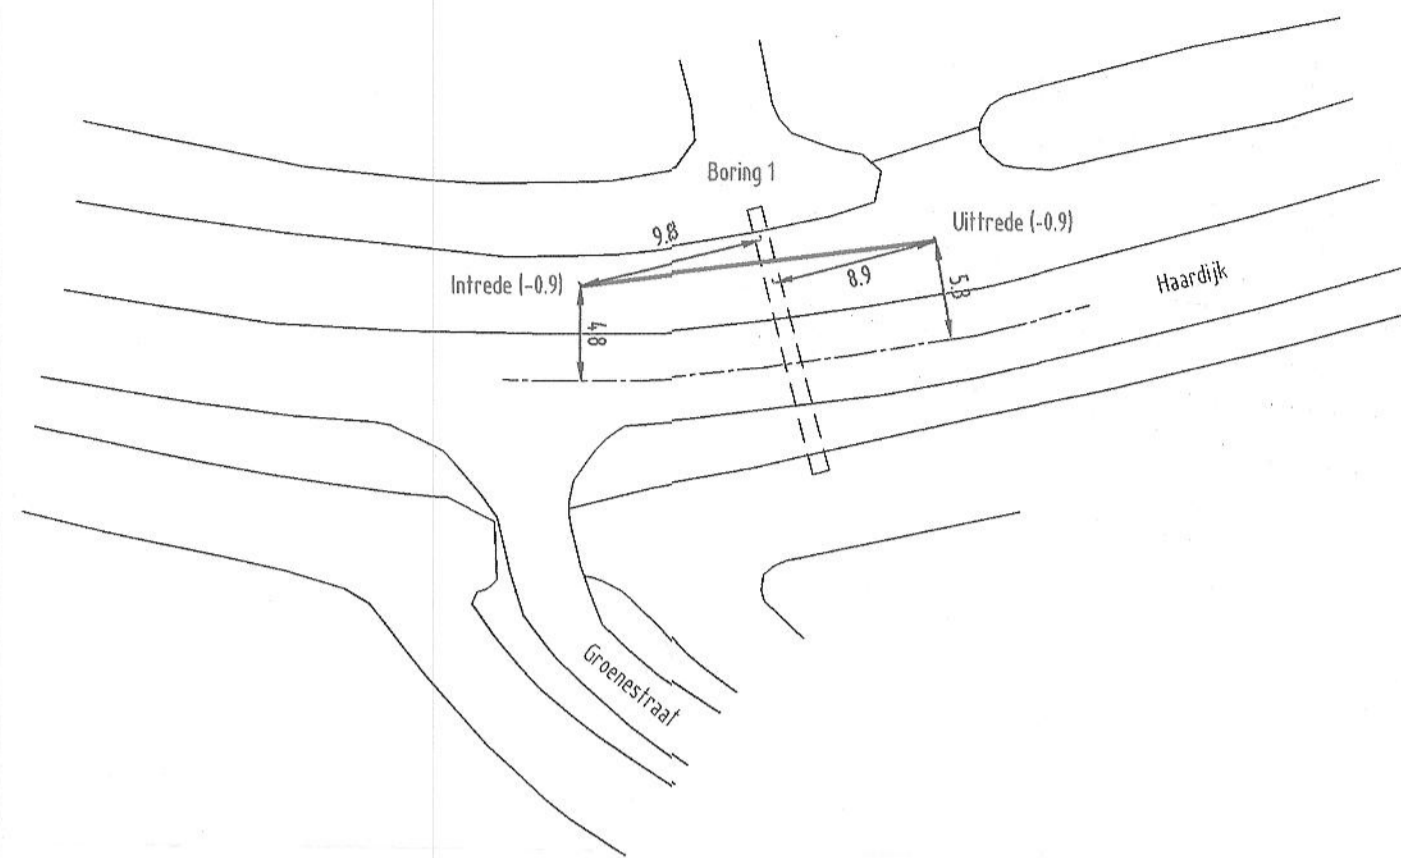 Boring 1
Uittrede (-0.9)
9.8
Intrede (-0.9)
8.9
5.8
Haardijk
4.8
Groenestraat